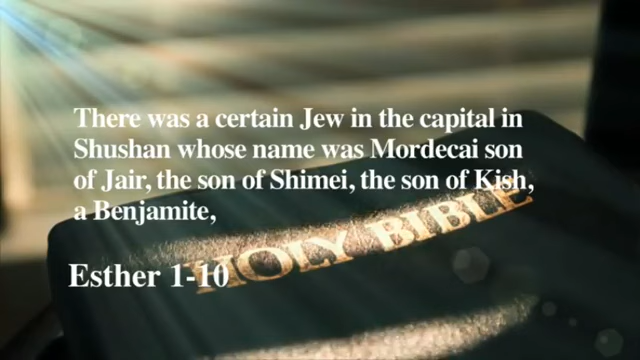 There was a certain Jew in the capital in
Shushan whose name was Mordecai son
of Jair, the son of Shimei, the son of Kish,
a Benjamite,
HOLY BIBLE
Esther 1-10